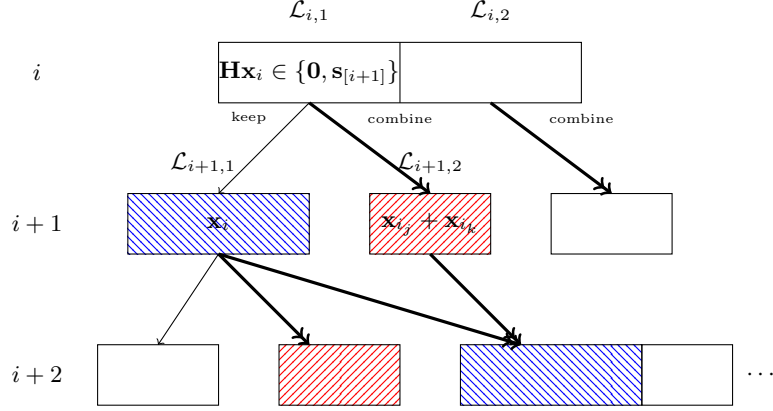 ℒ_{i,1} ℒ_{i,2}
i 𝐇𝐱_i ∈ {𝟎, 𝐬_{[i+1]}}
keep combine combine
ℒ_{i+1,1} ℒ_{i+1,2}
i + 1 𝐱_i 𝐱_{i_j} + 𝐱_{i_k}
i + 2 ⋯